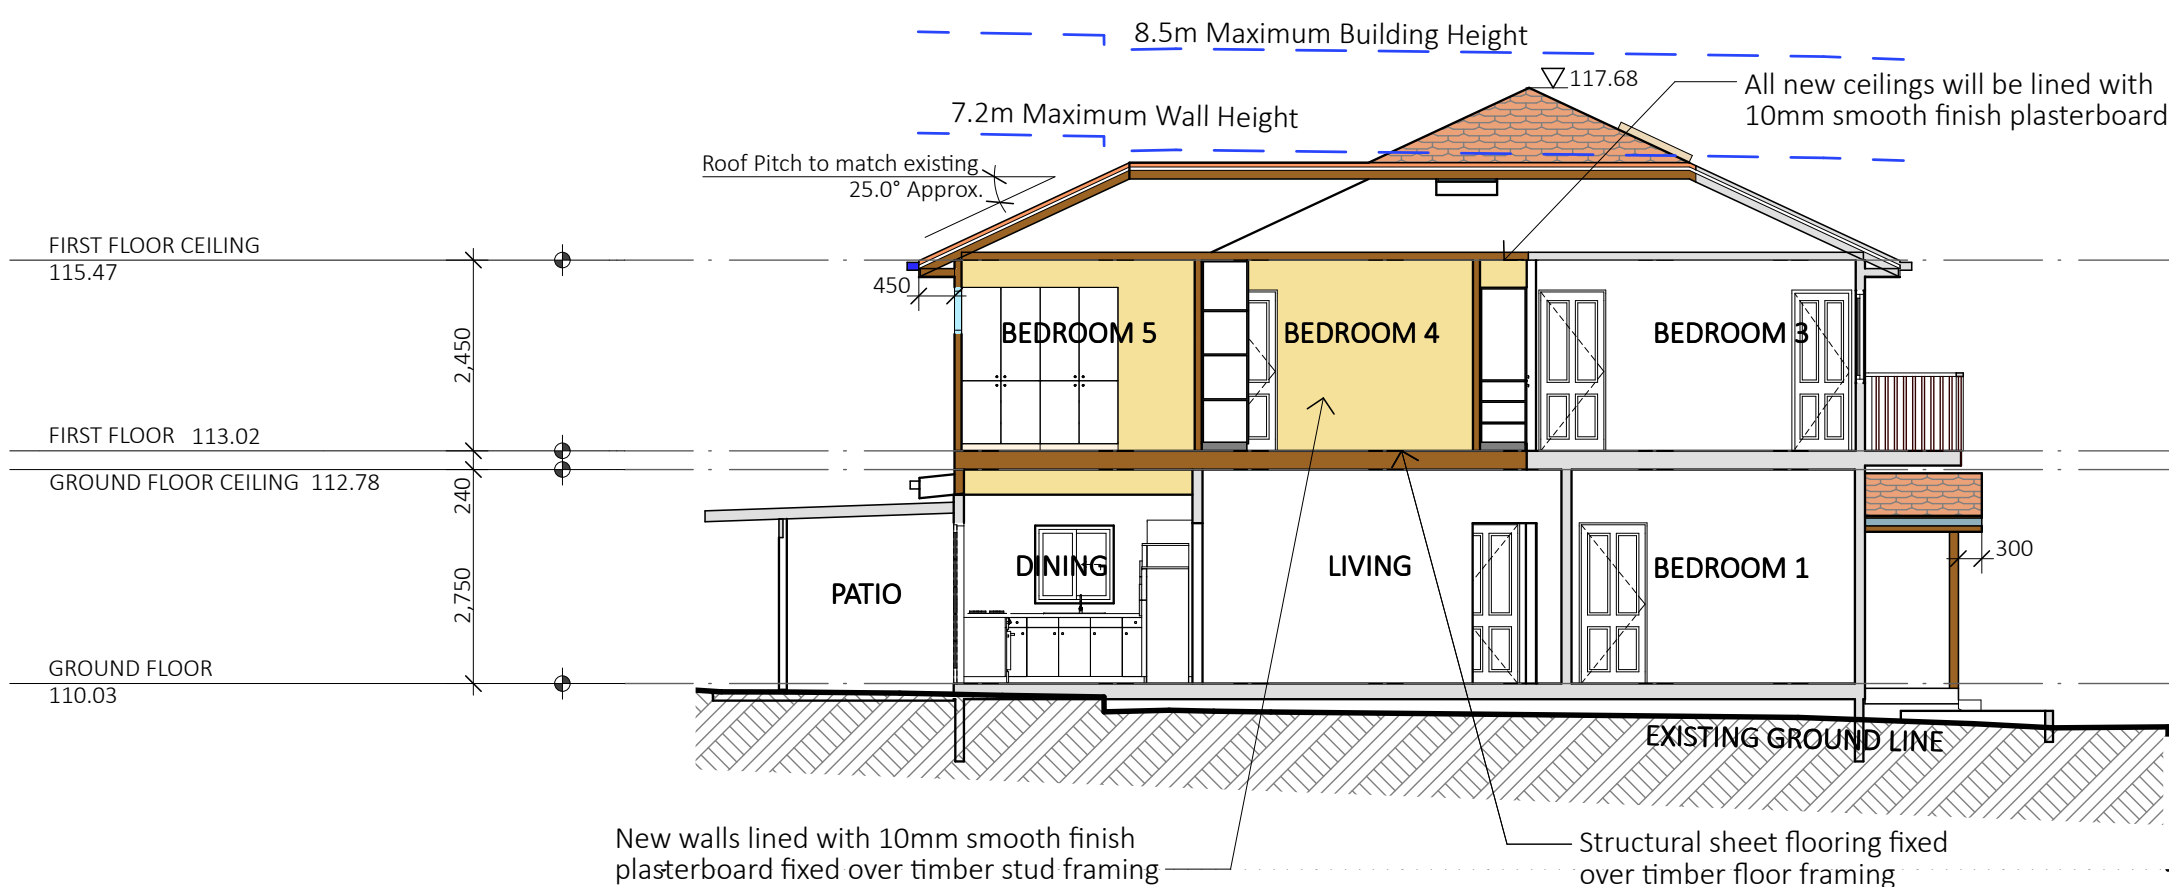 8.5m Maximum Building Height
117.68
All new ceilings will be lined with
10mm smooth finish plasterboard
7.2m Maximum Wall Height
Roof Pitch to match existing
25.0° Approx.
FIRST FLOOR CEILING
115.47
450
2,450
BEDROOM 5
BEDROOM 4
BEDROOM 3
FIRST FLOOR 113.02
GROUND FLOOR CEILING 112.78
240
2,750
PATIO
DINING
LIVING
BEDROOM 1
300
GROUND FLOOR
110.03
EXISTING GROUND LINE
New walls lined with 10mm smooth finish
plasterboard fixed over timber stud framing
Structural sheet flooring fixed
over timber floor framing